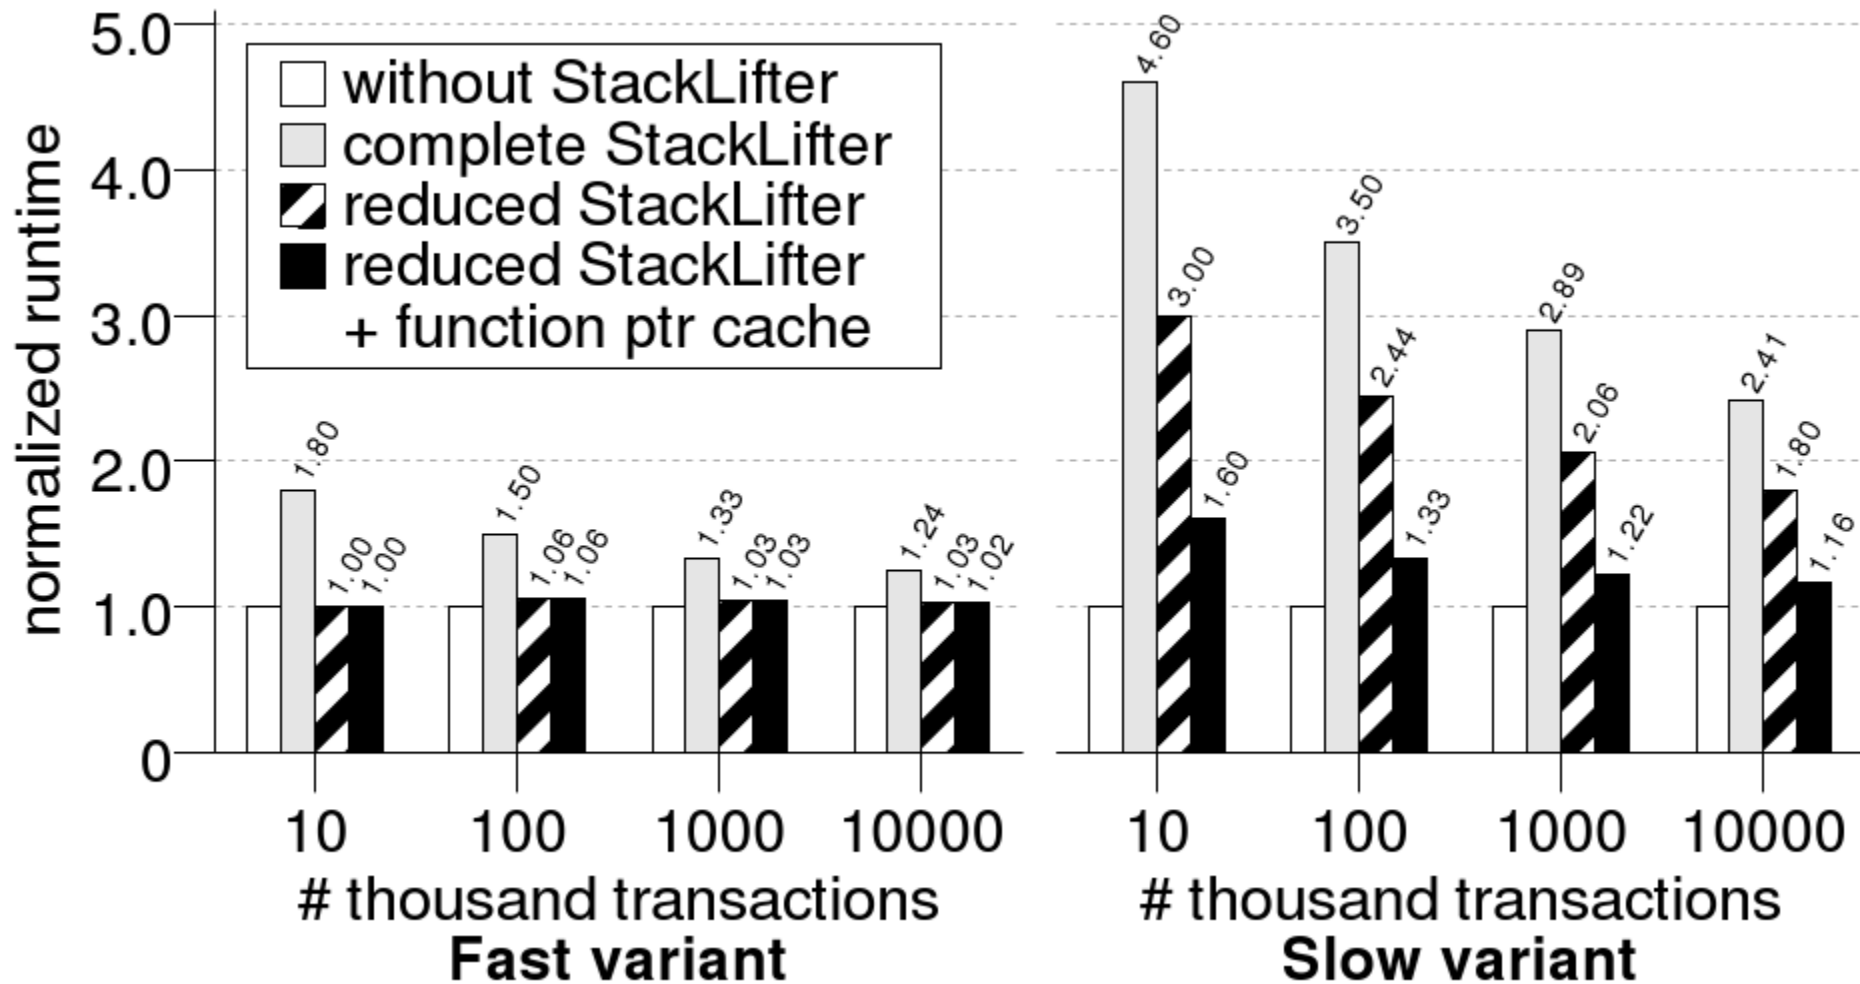 normalized runtime
5.0
4.0
3.0
2.0
1.0
0
without StackLifter
complete StackLifter
reduced StackLifter
reduced StackLifter
+ function ptr cache
1.80
1.00
1.00
1.50
1.06
1.06
1.33
1.03
1.03
1.24
1.03
1.02
10 100 1000 10000
# thousand transactions
Fast variant
4.60
3.00
1.60
3.50
2.44
1.33
2.89
2.06
1.22
2.41
1.80
1.16
10 100 1000 10000
# thousand transactions
Slow variant